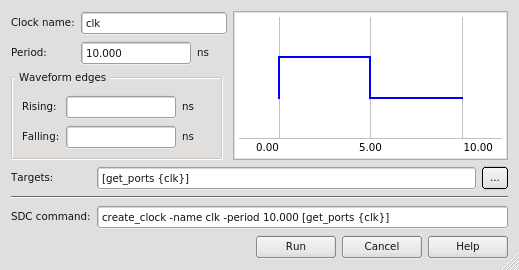 Clock name: clk
Period: 10.000 ns
Waveform edges
Rising: ns
Falling: ns
0.00 5.00 10.00
Targets: [get_ports {clk}] ...
SDC command: create_clock -name clk -period 10.000 [get_ports {clk}]
Run Cancel Help